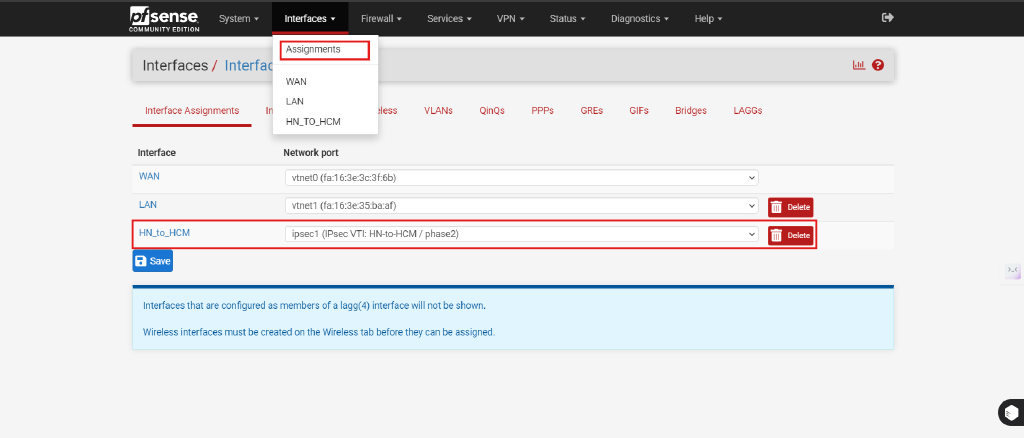 pfsense
COMMUNITY EDITION
System
Interfaces
Firewall
Services
VPN
Status
Diagnostics
Help
Assignments
WAN
LAN
HN_TO_HCM
Interfaces / Interfac
Interface Assignments
In
eless
VLANs
QinQs
PPPs
GREs
GIFs
Bridges
LAGGs
Interface Network port
WAN vtnet0 (fa:16:3e:3c:3f:6b)
LAN vtnet1 (fa:16:3e:35:ba:af) Delete
HN_to_HCM ipsec1 (IPsec VTI: HN-to-HCM / phase2) Delete
Save
Interfaces that are configured as members of a lagg(4) interface will not be shown.
Wireless interfaces must be created on the Wireless tab before they can be assigned.